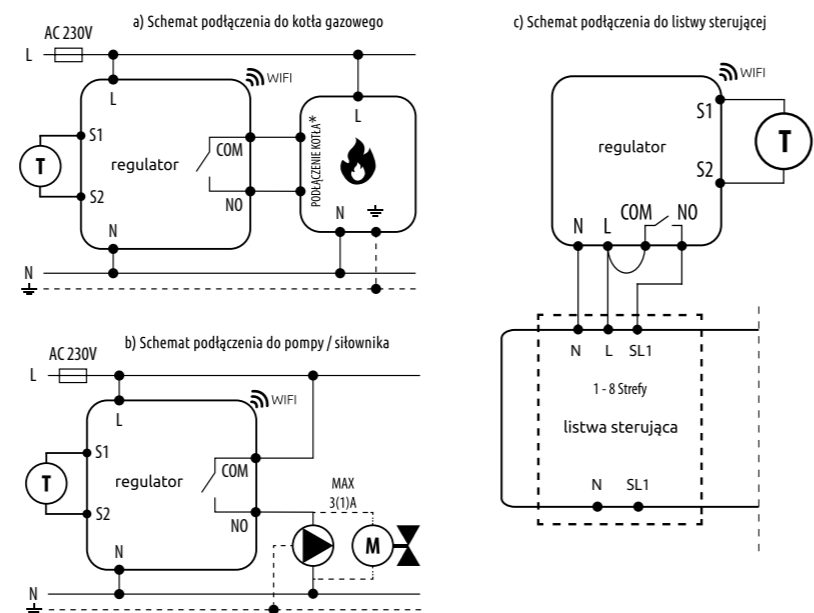 a) Schemat podłączenia do kotła gazowego
AC 230V
L
WIFI
L
S1
T
S2
regulator
COM
NO
N
PODŁĄCZENIE KOTŁA*
L
N
N
b) Schemat podłączenia do pompy / siłownika
AC 230V
L
WIFI
L
S1
T
S2
regulator
COM
NO
N
MAX
3(1)A
M
N
c) Schemat podłączenia do listwy sterującej
WIFI
S1
T
regulator
S2
N L COM NO
N L SL1
1 - 8 Strefy
listwa sterująca
N SL1